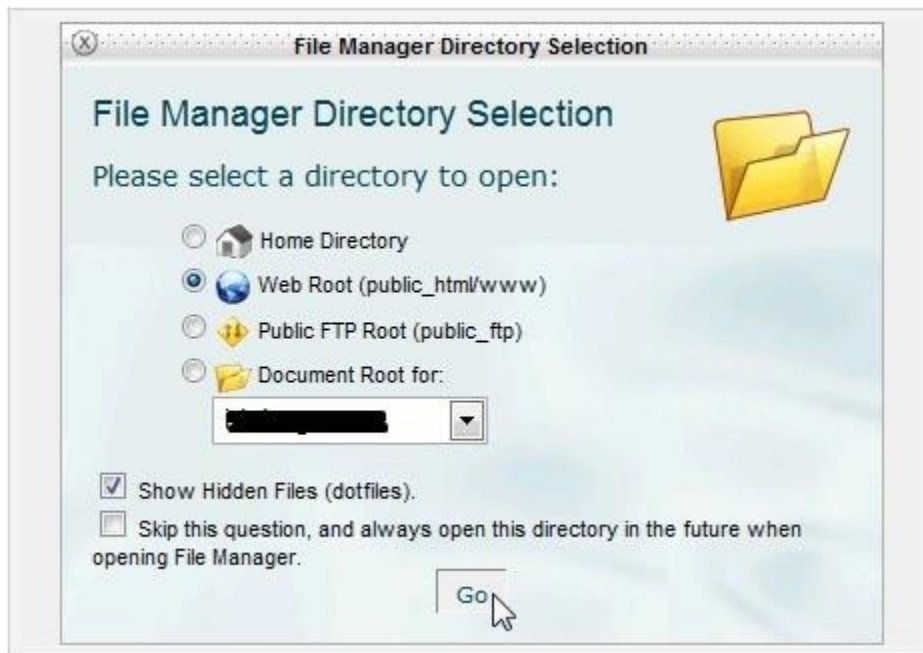 File Manager Directory Selection
File Manager Directory Selection
Please select a directory to open:
Home Directory
Web Root (public_html/www)
Public FTP Root (public_ftp)
Document Root for:
Show Hidden Files (dotfiles).
Skip this question, and always open this directory in the future when
opening File Manager.
Go